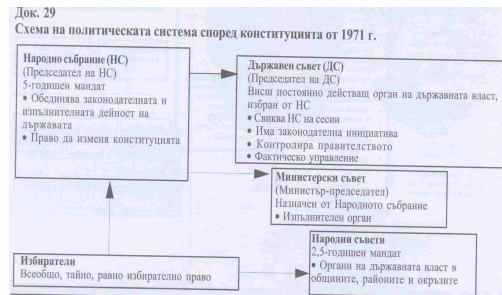 Док. 29
Схема на политическата система според конституцията от 1971 г.
Народно събрание (НС)
(Председател на НС)
5-годишен мандат
• Обединява законодателната и
изпълнителната дейност на
държавата
• Право да изменя конституцията
Държавен съвет (ДС)
(Председател на ДС)
Висш постоянно действащ орган на държавната власт,
избран от НС
• Свиква НС на сесии
• Има законодателна инициатива
• Контролира правителството
• Фактическо управление
Министерски съвет
(Министър-председател)
Назначен от Народното събрание
• Изпълнителен орган
Народни съвети
2,5-годишен мандат
• Органи на държавната власт в
общините, районите и окръзите
Избиратели
Всеобщо, тайно, равно избирателно право